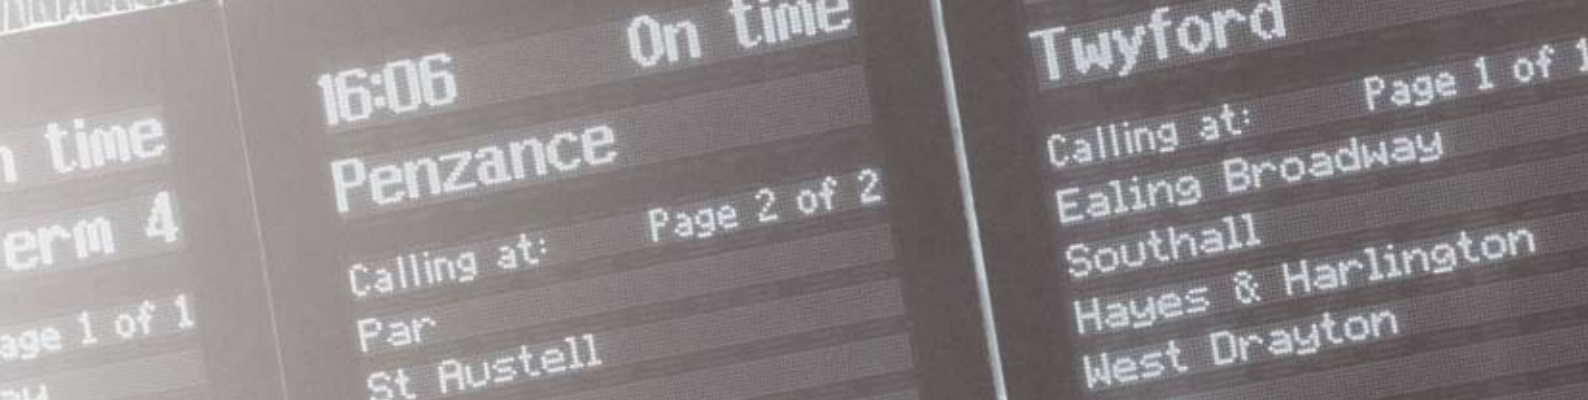 time
erm 4
age 1 of 1
16:06 On time
Penzance
Page 2 of 2
Calling at:
Par
St Austell
Twyford
Page 1 of 1
Calling at:
Ealing Broadway
Southall
Hayes & Harlington
West Drayton